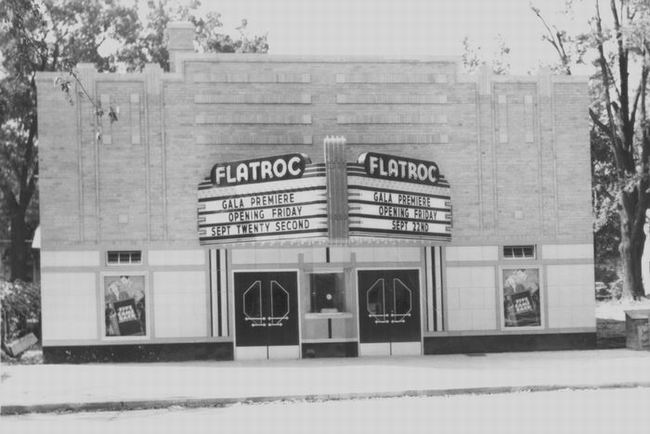 FLATROC
GALA PREMIERE
OPENING FRIDAY
SEPT TWENTY SECOND
FLATROC
GALA PREMIERE
OPENING FRIDAY
SEPT 22ND